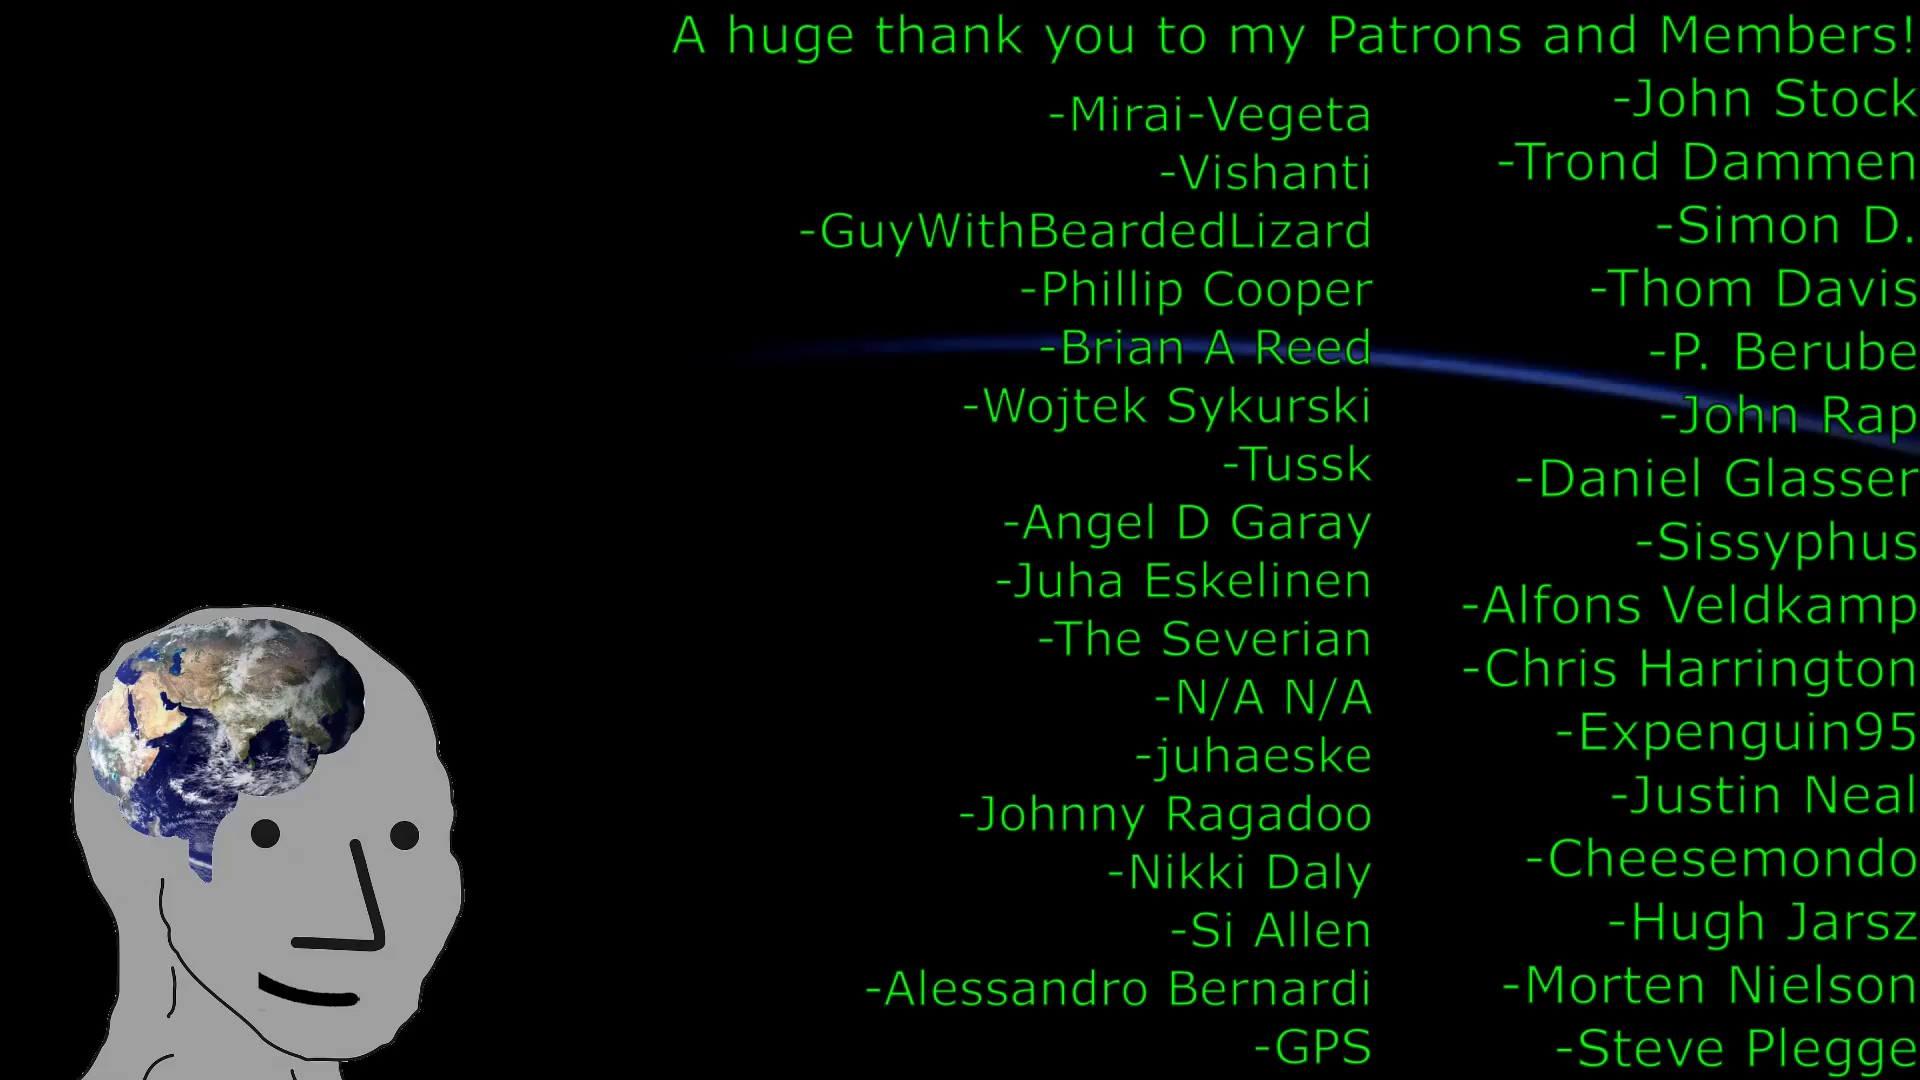 A huge thank you to my Patrons and Members!
-Mirai-Vegeta
-Vishanti
-GuyWithBeardedLizard
-Phillip Cooper
-Brian A Reed
-Wojtek Sykurski
-Tussk
-Angel D Garay
-Juha Eskelinen
-The Severian
-N/A N/A
-juhaeske
-Johnny Ragadoo
-Nikki Daly
-Si Allen
-Alessandro Bernardi
-GPS
-John Stock
-Trond Dammen
-Simon D.
-Thom Davis
-P. Berube
-John Rap
-Daniel Glasser
-Sissyphus
-Alfons Veldkamp
-Chris Harrington
-Expenguin95
-Justin Neal
-Cheesemondo
-Hugh Jarsz
-Morten Nielson
-Steve Plegge